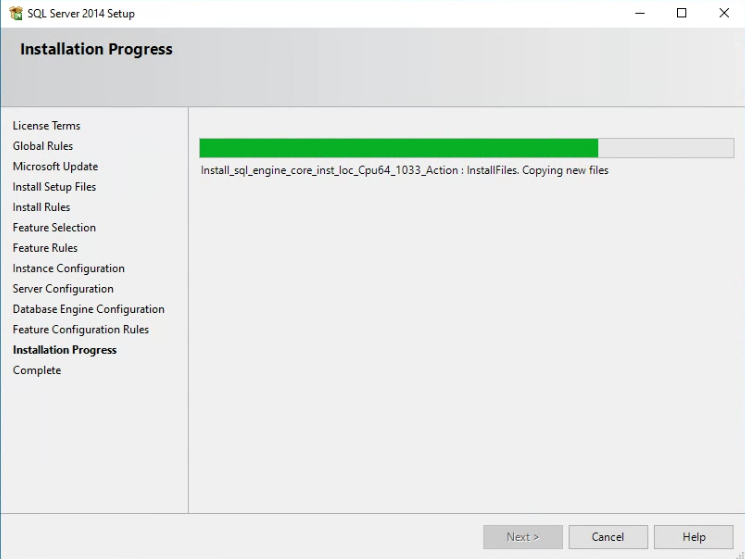 SQL Server 2014 Setup
Installation Progress
License Terms
Global Rules
Microsoft Update
Install Setup Files
Install Rules
Feature Selection
Feature Rules
Instance Configuration
Server Configuration
Database Engine Configuration
Feature Configuration Rules
Installation Progress
Complete
Install_sql_engine_core_inst_loc_Cpu64_1033_Action : InstallFiles. Copying new files
Next >
Cancel
Help